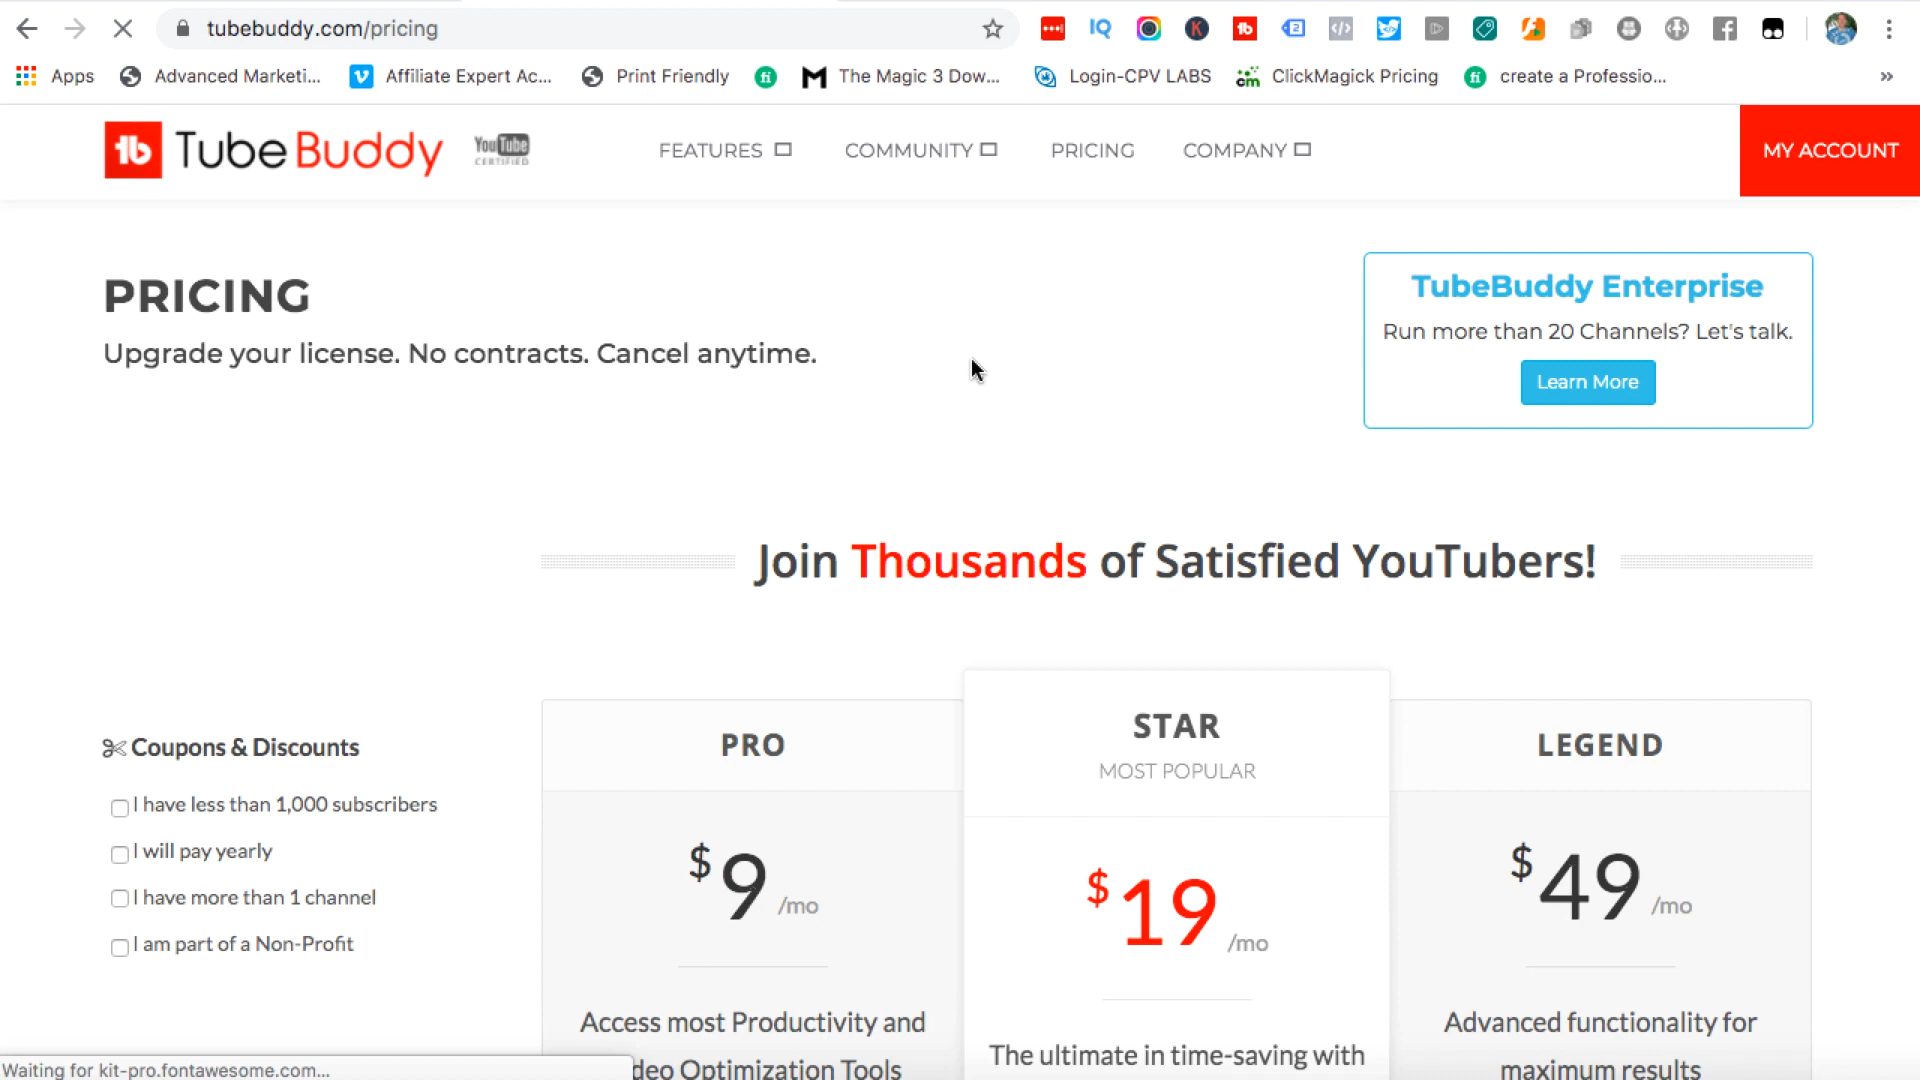 tubebuddy.com/pricing
Apps
Advanced Marketi...
Affiliate Expert Ac...
Print Friendly
The Magic 3 Dow...
Login-CPV LABS
ClickMagick Pricing
create a Professio...
TubeBuddy
YouTube
CERTIFIED
FEATURES
COMMUNITY
PRICING
COMPANY
MY ACCOUNT
PRICING
Upgrade your license. No contracts. Cancel anytime.
TubeBuddy Enterprise
Run more than 20 Channels? Let's talk.
Learn More
Join Thousands of Satisfied YouTubers!
Coupons & Discounts
I have less than 1,000 subscribers
I will pay yearly
I have more than 1 channel
I am part of a Non-Profit
PRO
$9 /mo
Access most Productivity and
deo Optimization Tools
STAR
MOST POPULAR
$19 /mo
The ultimate in time-saving with
LEGEND
$49 /mo
Advanced functionality for
maximum results
Waiting for kit-pro.fontawesome.com...